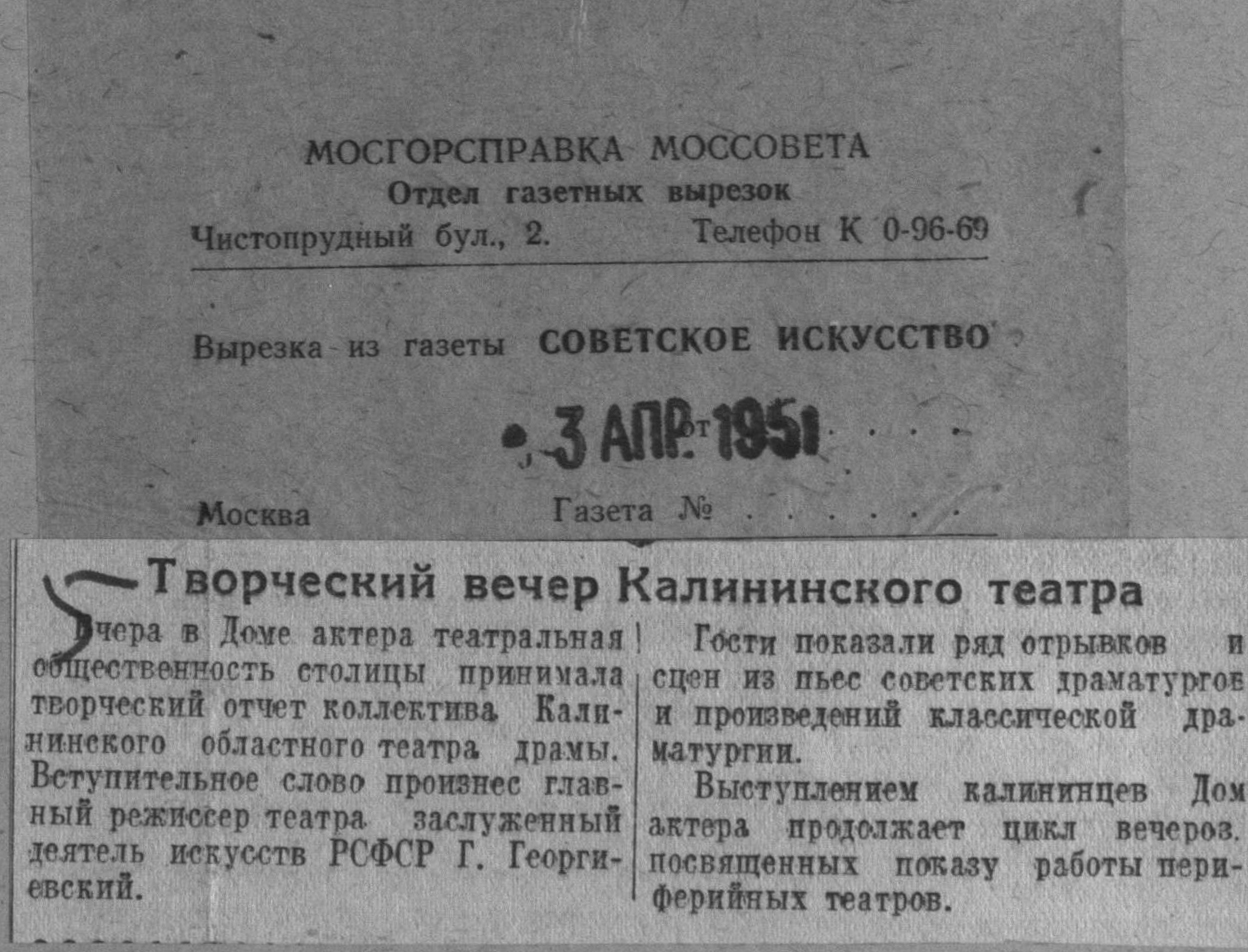 МОСГОРСПРАВКА МОССОВЕТА
Отдел газетных вырезок
Чистопрудный бул., 2. Телефон К 0-96-69
Вырезка из газеты СОВЕТСКОЕ ИСКУССТВО
3 АПР. 1951
от . . . .
Москва Газета № . . . . . .
Творческий вечер Калининского театра
Вчера в Доме актера театральная
общественность столицы принимала
творческий отчет коллектива Кали-
нинского областного театра драмы.
Вступительное слово произнес глав-
ный режиссер театра заслуженный
деятель искусств РСФСР Г. Георги-
евский.
Гости показали ряд отрывков и
сцен из пьес советских драматургов
и произведений классической дра-
матургии.
Выступлением калининцев Дом
актера продолжает цикл вечероз.
посвященных показу работы пери-
ферийных театров.